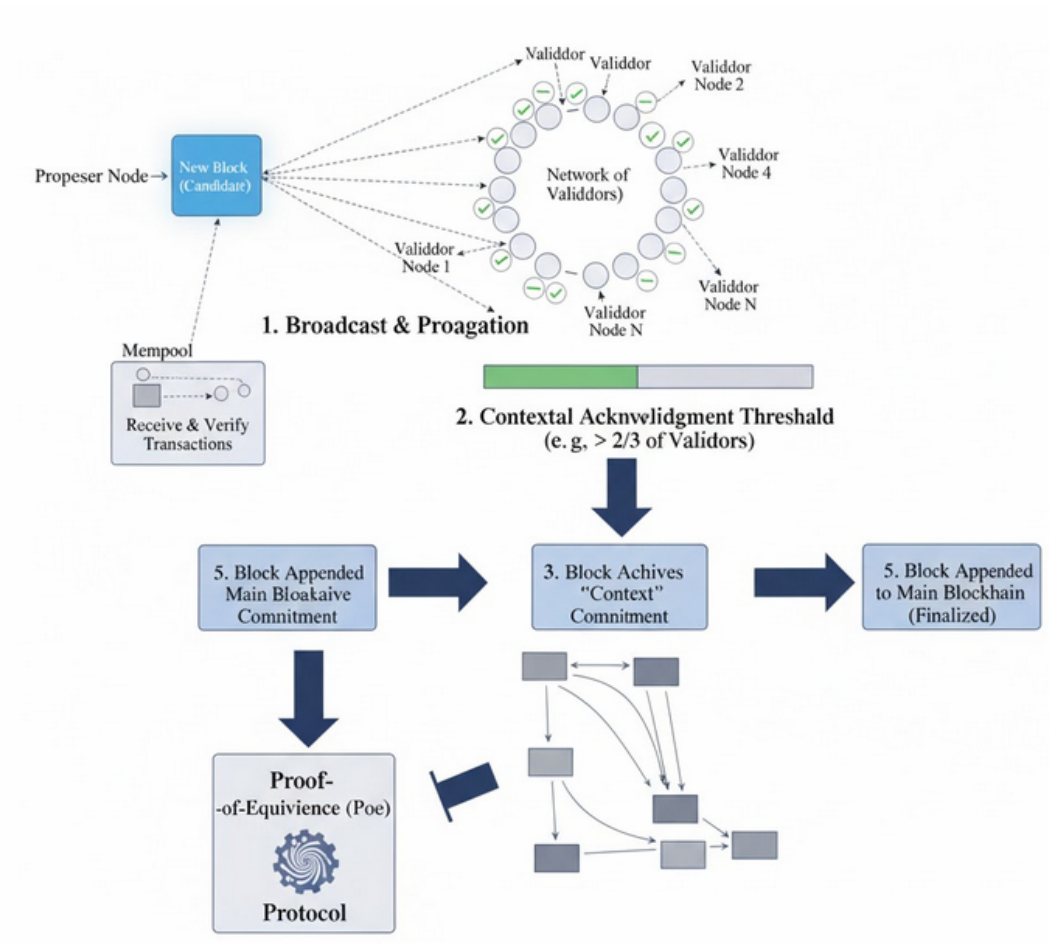 Validdor
Validdor
Validdor
Node 2
Propeser Node
New Block
(Candidate)
Network of
Validdors)
Validdor
Node 4
Validdor
Node 1
Validdor
Node N
Validdor
Node N
1. Broadcast & Proagation
Mempool
Receive & Verify
Transactions
2. Contextal Acknwlidgment Threshald
(e. g, > 2/3 of Validors)
5. Block Appended
Main Bloakaive
Comnitment
3. Block Achives
“Context”
Comnitment
5. Block Appended
to Main Blockhain
(Finalized)
Proof-
-of-Equivience (Poe)
Protocol